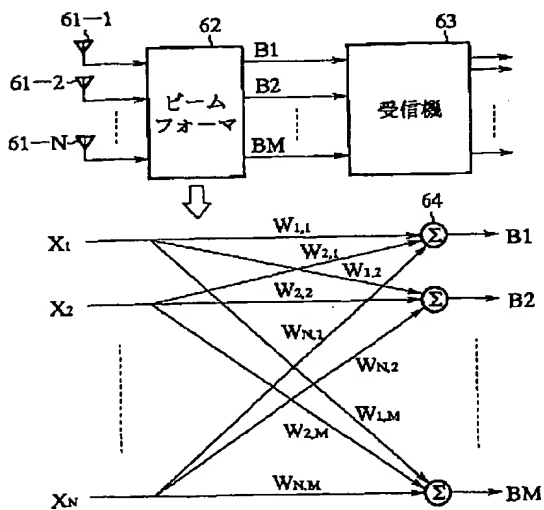 61—1
62
63
61—2
B1
ビーム
フォーマ
B2
受信機
61—N
BM
64
X1
W1,1
B1
W2,1
W1,2
X2
W2,2
B2
WN,1
WN,2
W1,M
W2,M
XN
WN,M
BM
Σ
Σ
Σ